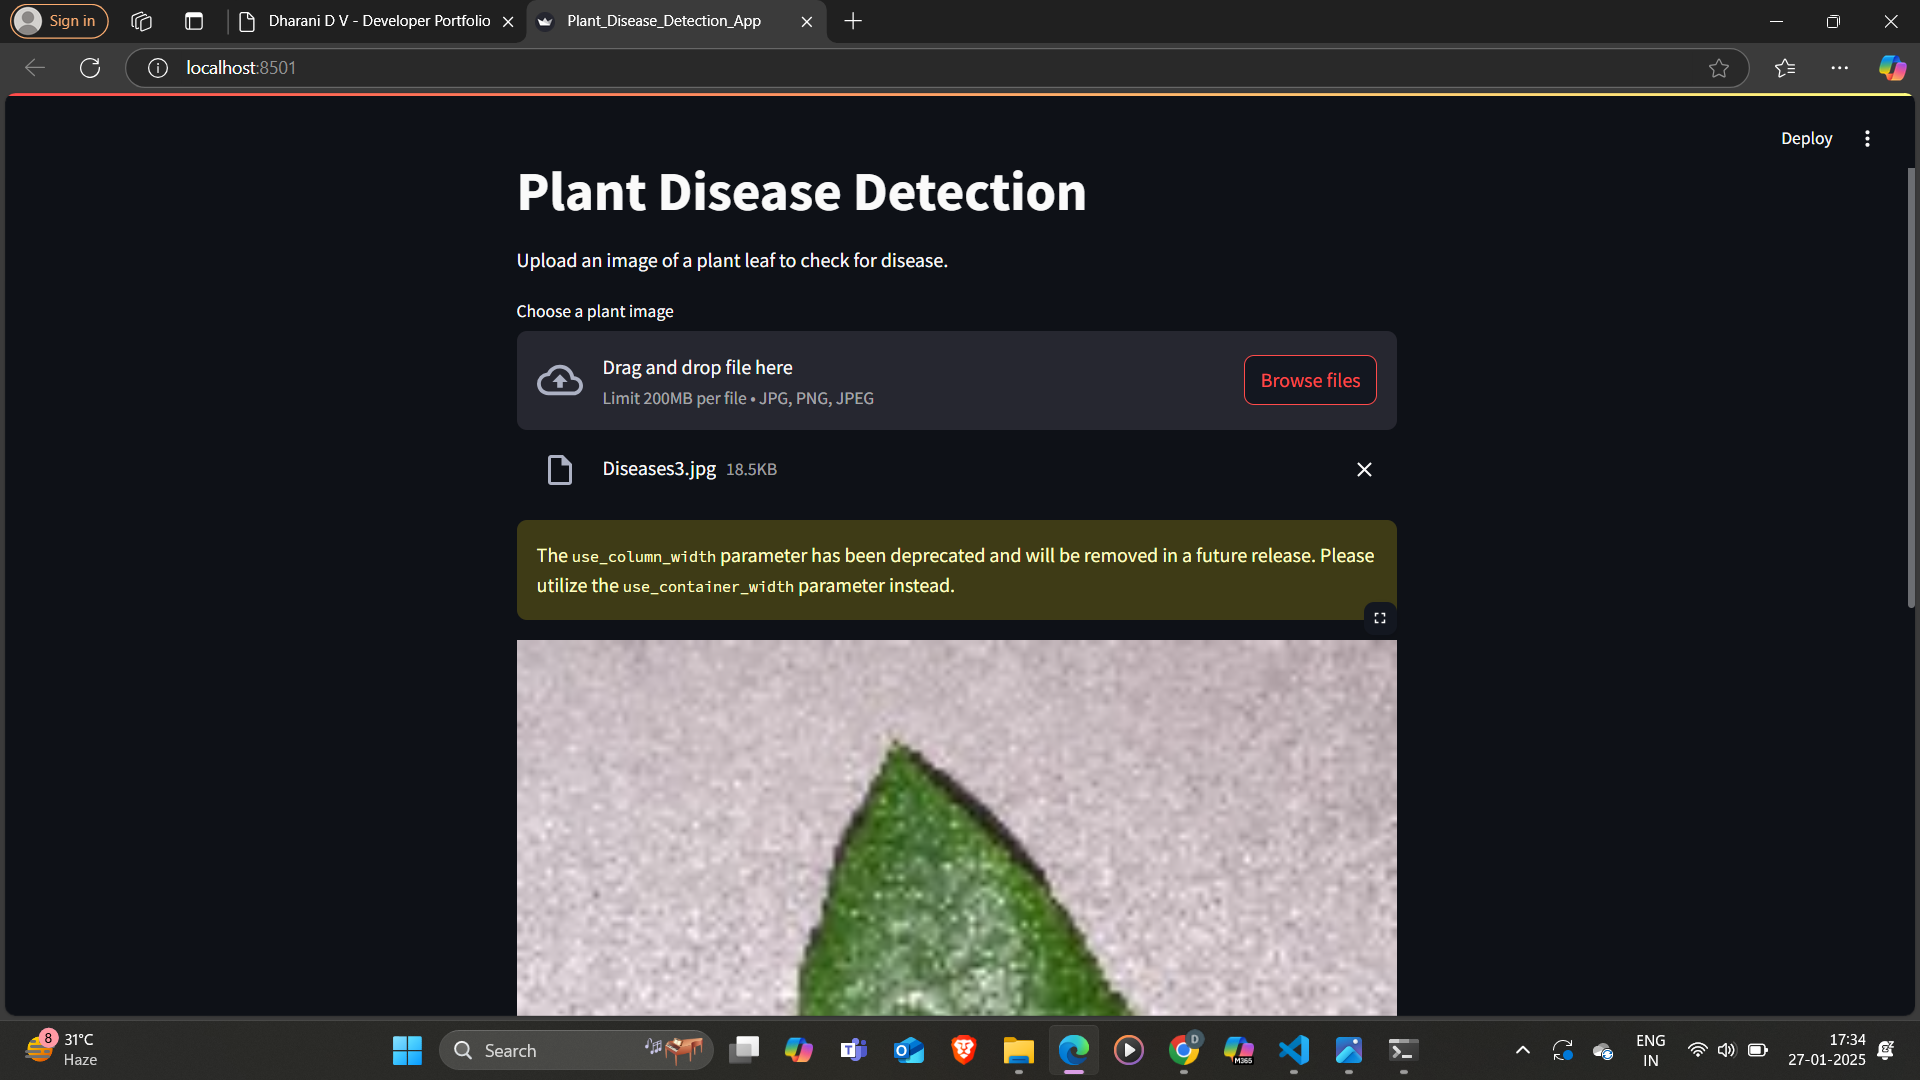 Sign in
Dharani D V - Developer Portfolio
Plant_Disease_Detection_App
localhost:8501
Deploy
Plant Disease Detection
Upload an image of a plant leaf to check for disease.
Choose a plant image
Drag and drop file here
Limit 200MB per file • JPG, PNG, JPEG
Browse files
Diseases3.jpg 18.5KB
The use_column_width parameter has been deprecated and will be removed in a future release. Please
utilize the use_container_width parameter instead.
8
31°C
Haze
Search
D
M365
ENG
IN
17:34
27-01-2025